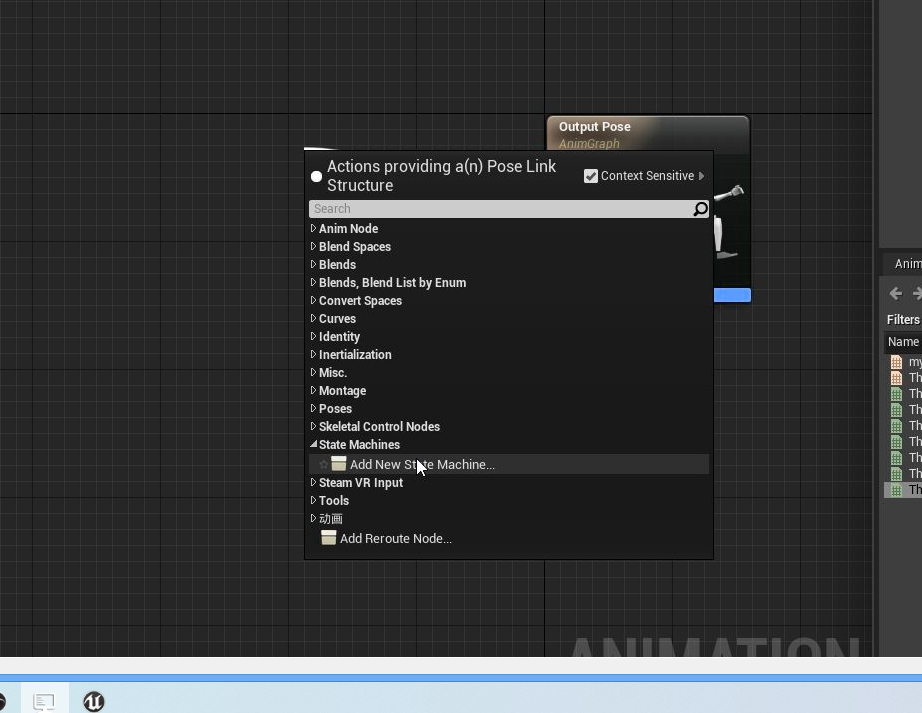 Output Pose
AnimGraph
Actions providing a(n) Pose Link
Structure
Context Sensitive
Search
Anim Node
Blend Spaces
Blends
Blends, Blend List by Enum
Convert Spaces
Curves
Identity
Inertialization
Misc.
Montage
Poses
Skeletal Control Nodes
State Machines
Add New State Machine...
Steam VR Input
Tools
动画
Add Reroute Node...
ANIMATION
Anim
Filters
Name
my
Th
Th
Th
Th
Th
Th
Th
Th